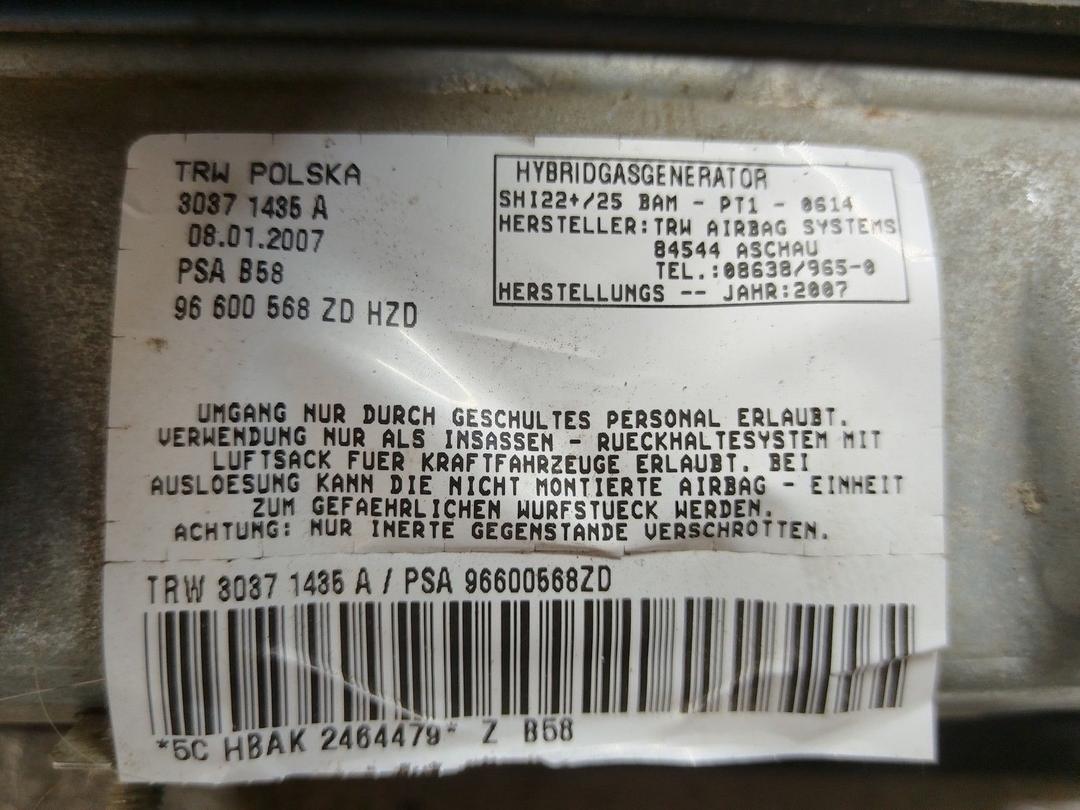 TRW POLSKA
3037 1435 A
08.01.2007
PSA B58
96 600 568 ZD HZD
HYBRIDGASGENERATOR
SHI22+/25 BAM - PT1 - 0614
HERSTELLER:TRW AIRBAG SYSTEMS
84544 ASCHAU
TEL.:08638/965-0
HERSTELLUNGS -- JAHR:2007
UMGANG NUR DURCH GESCHULTES PERSONAL ERLAUBT.
VERWENDUNG NUR ALS INSASSEN - RUECKHALTESYSTEM MIT
LUFTSACK FUER KRAFTFAHRZEUGE ERLAUBT. BEI
AUSLOESUNG KANN DIE NICHT MONTIERTE AIRBAG - EINHEIT
ZUM GEFAEHRLICHEN WURFSTUECK WERDEN.
ACHTUNG: NUR INERTE GEGENSTANDE VERSCHROTTEN.
TRW 3037 1435 A / PSA 96600568ZD
*5C HBAK 2464479* Z B58